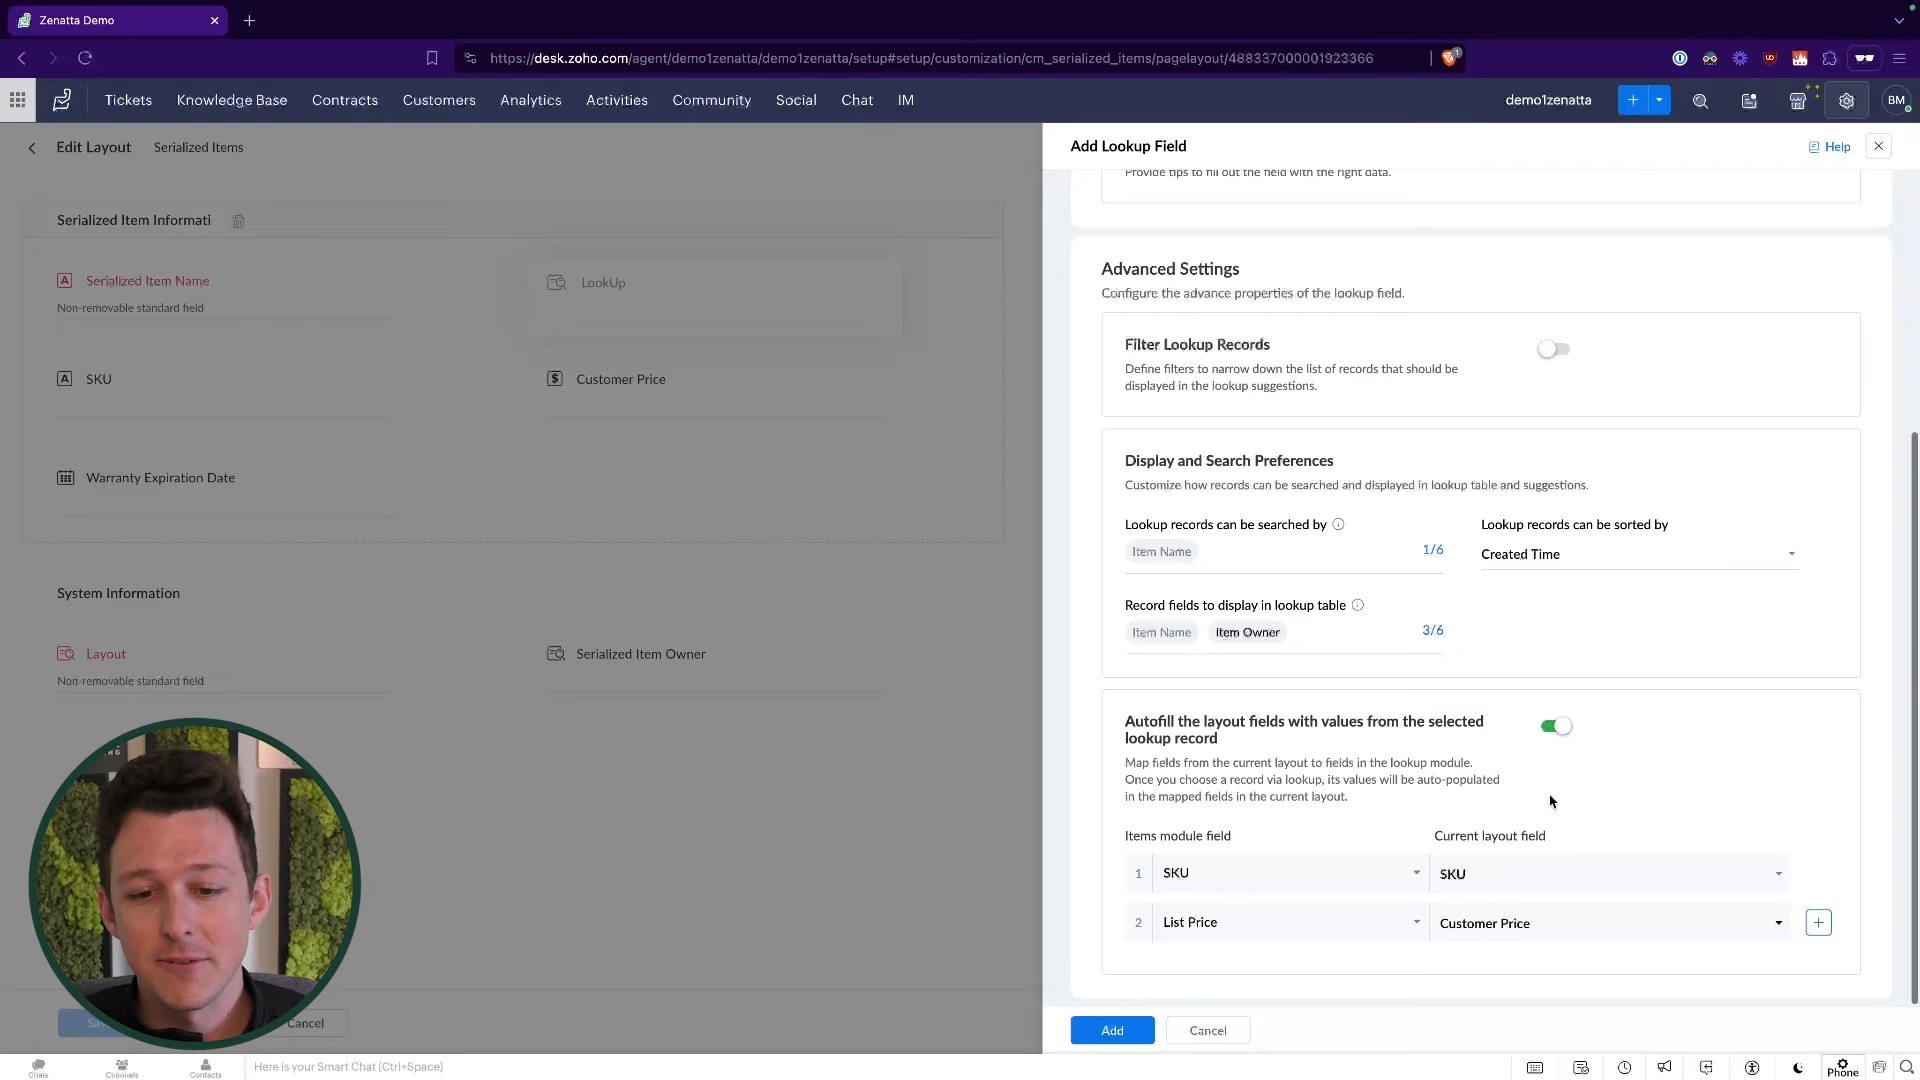 Zenatta Demo
https://desk.zoho.com/agent/demo1zenatta/demo1zenatta/setup#setup/customization/cm_serialized_items/pagelayout/488337000001923366
1
Tickets Knowledge Base Contracts Customers Analytics Activities Community Social Chat IM
demo1zenatta
BM
Edit Layout Serialized Items
Serialized Item Informati
Serialized Item Name
Non-removable standard field
LookUp
SKU
Customer Price
Warranty Expiration Date
System Information
Layout
Non-removable standard field
Serialized Item Owner
Cancel
Add Lookup Field
Help
Provide tips to fill out the field with the right data.
Advanced Settings
Configure the advance properties of the lookup field.
Filter Lookup Records
Define filters to narrow down the list of records that should be
displayed in the lookup suggestions.
Display and Search Preferences
Customize how records can be searched and displayed in lookup table and suggestions.
Lookup records can be searched by
Item Name 1/6
Lookup records can be sorted by
Created Time
Record fields to display in lookup table
Item Name Item Owner 3/6
Autofill the layout fields with values from the selected
lookup record
Map fields from the current layout to fields in the lookup module.
Once you choose a record via lookup, its values will be auto-populated
in the mapped fields in the current layout.
Items module field Current layout field
1 SKU SKU
2 List Price Customer Price
Add Cancel
Chats Channels Contacts
Here is your Smart Chat (Ctrl+Space)
Phone